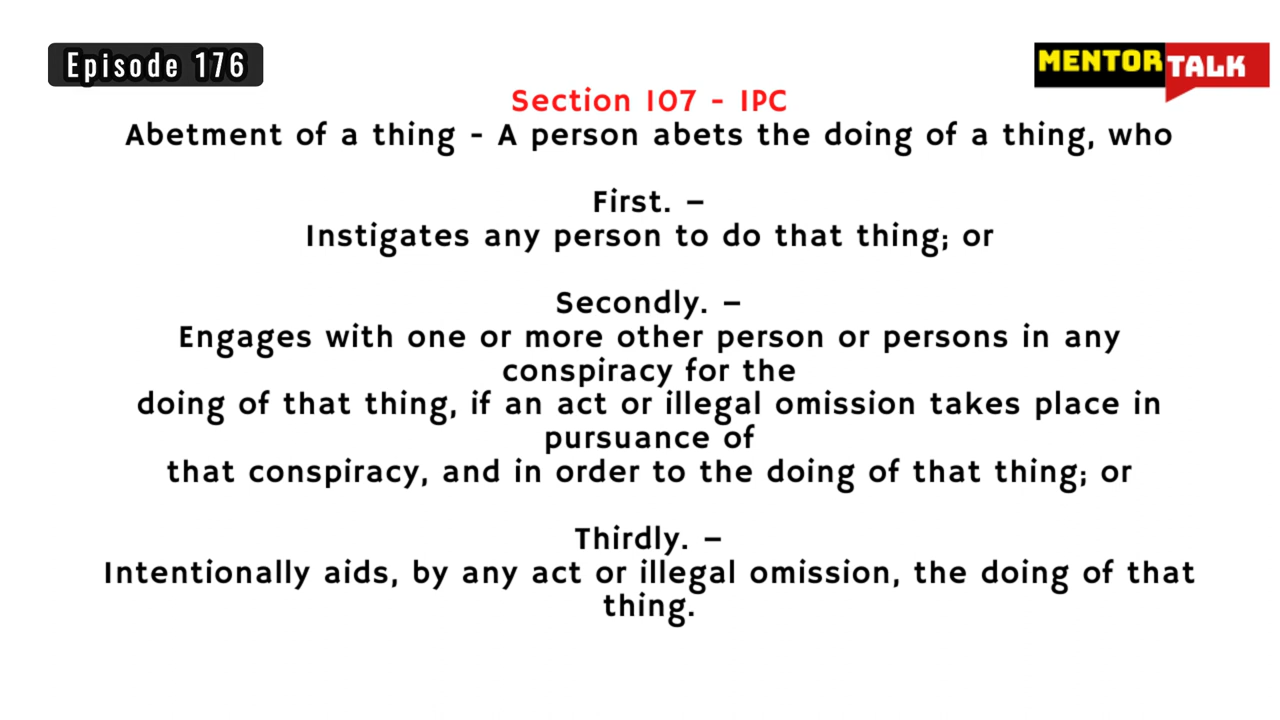 Episode 176
MENTOR TALK
Section 107 - IPC
Abetment of a thing - A person abets the doing of a thing, who
First. –
Instigates any person to do that thing; or
Secondly. –
Engages with one or more other person or persons in any
conspiracy for the
doing of that thing, if an act or illegal omission takes place in
pursuance of
that conspiracy, and in order to the doing of that thing; or
Thirdly. –
Intentionally aids, by any act or illegal omission, the doing of that
thing.